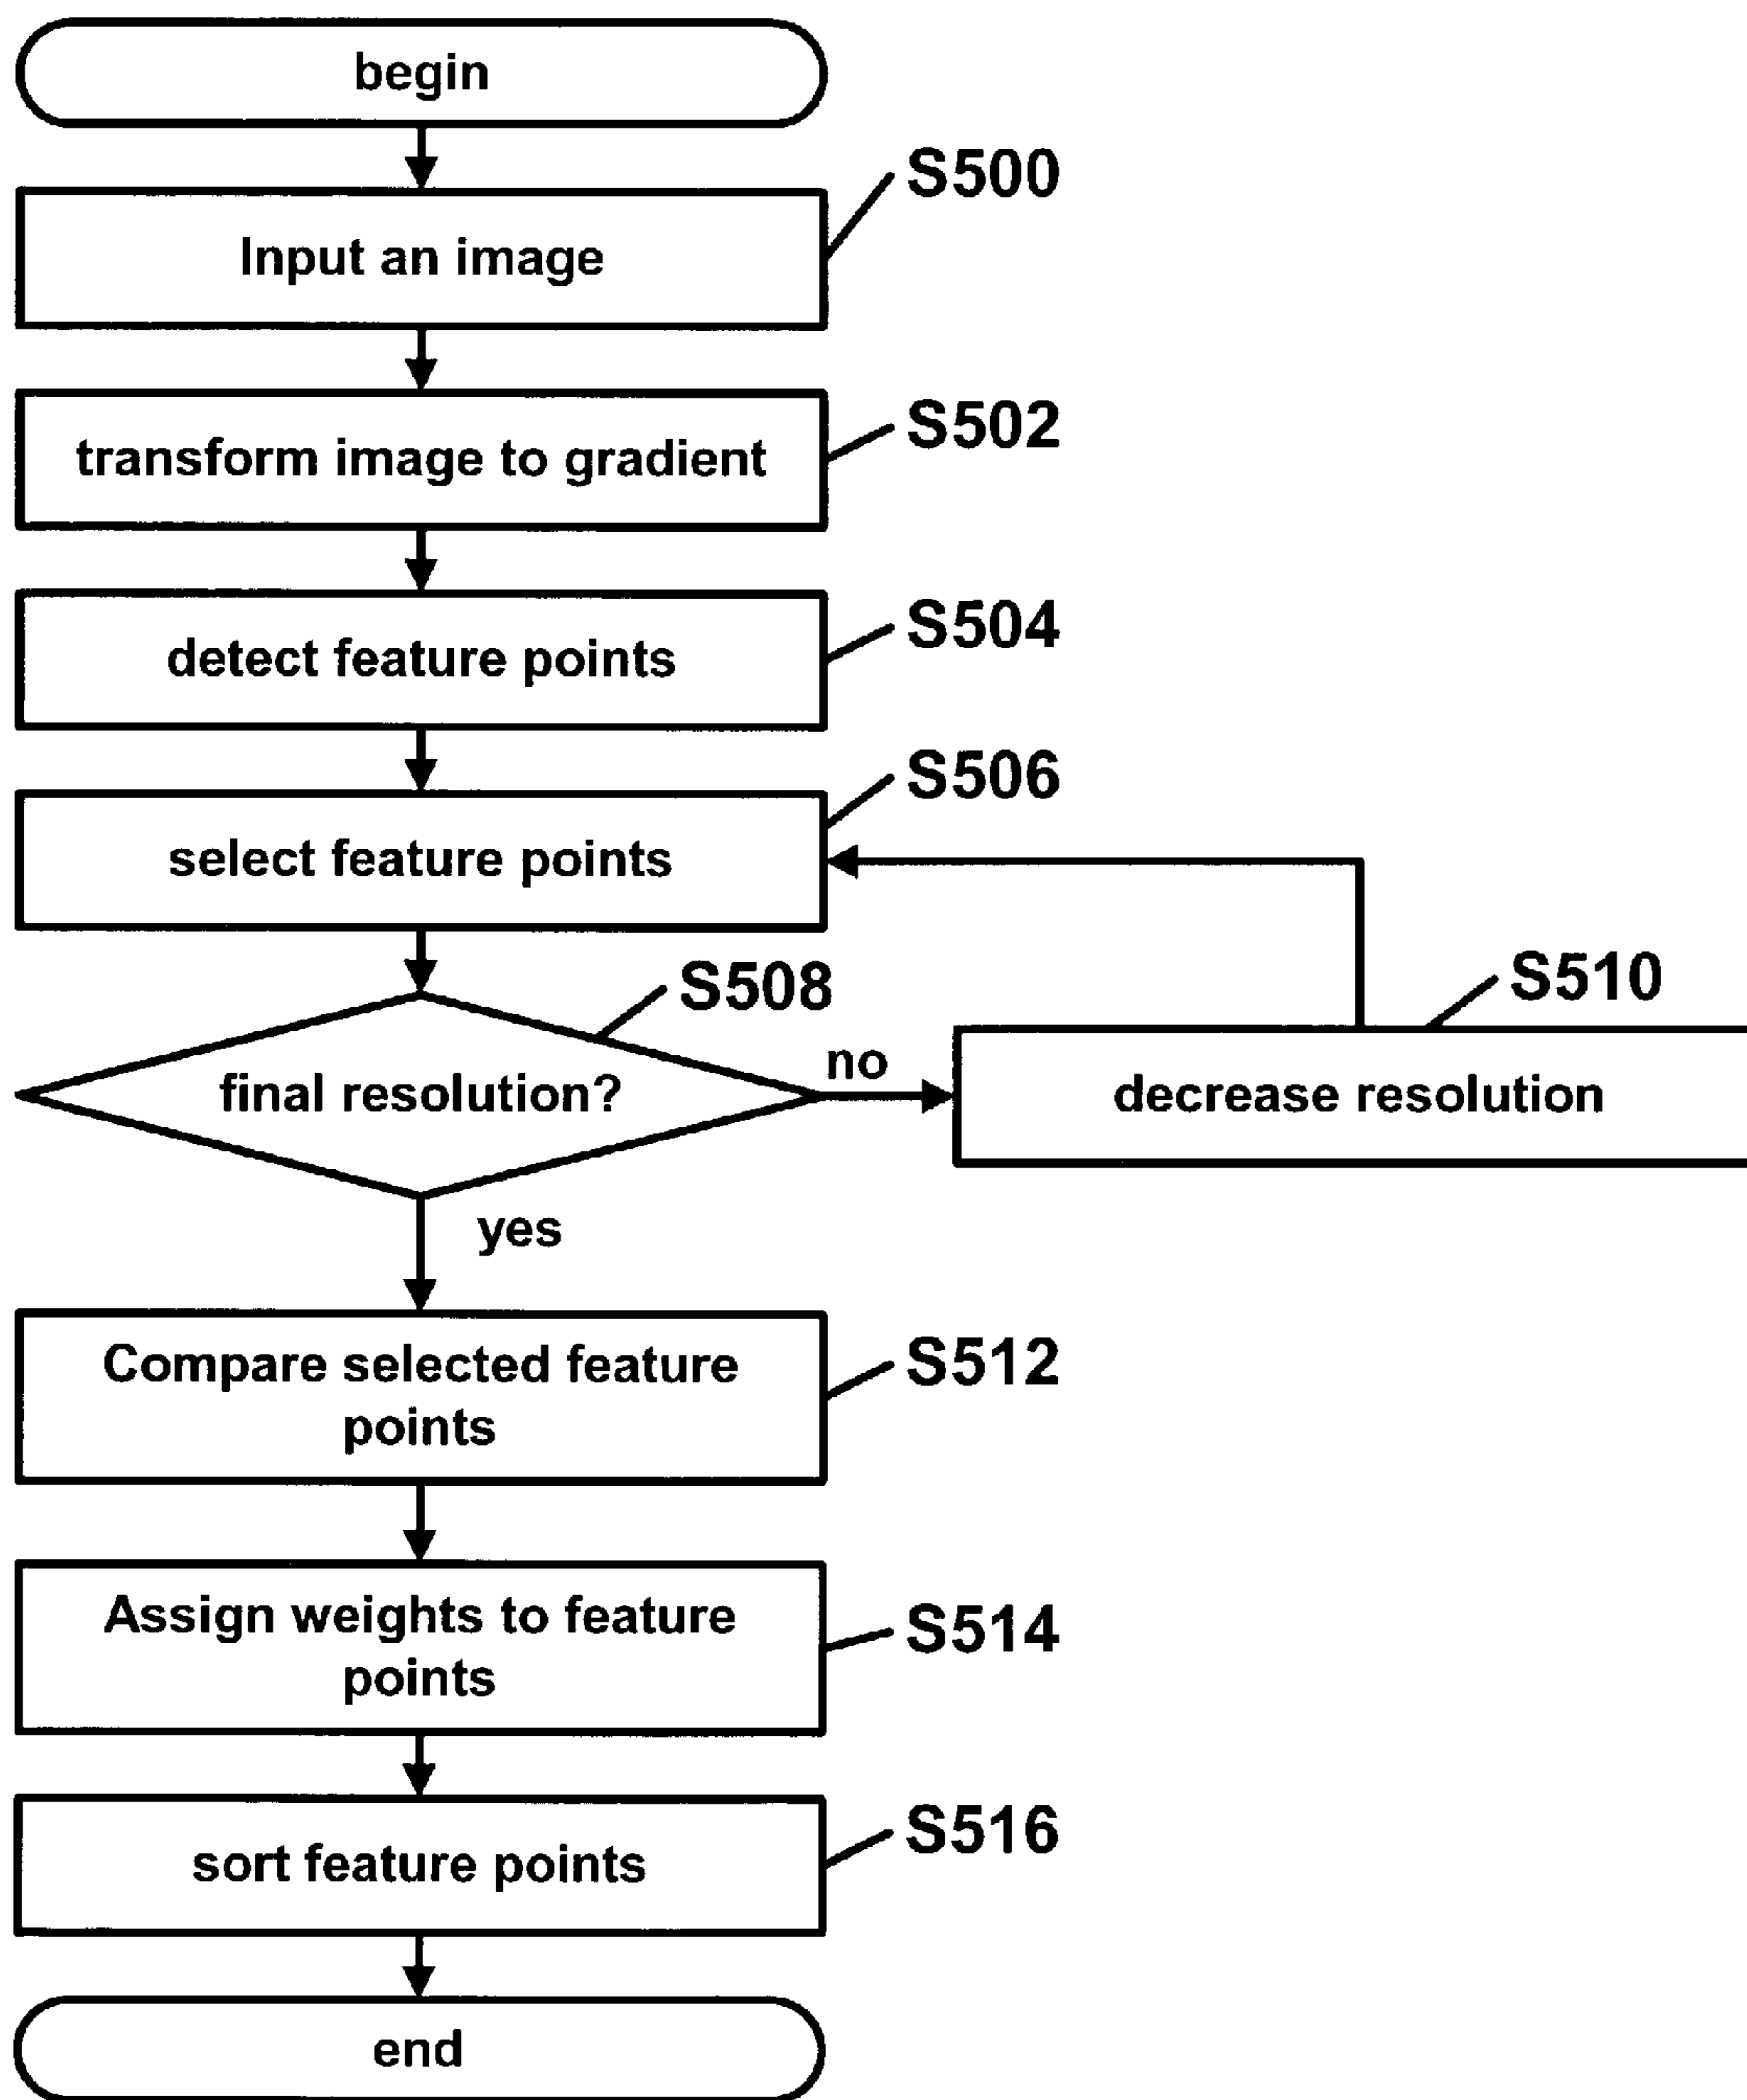 begin
S500
Input an image
S502
transform image to gradient
S504
detect feature points
S506
select feature points
S508
S510
final resolution?
no
decrease resolution
yes
Compare selected feature
points
S512
Assign weights to feature
points
S514
S516
sort feature points
end